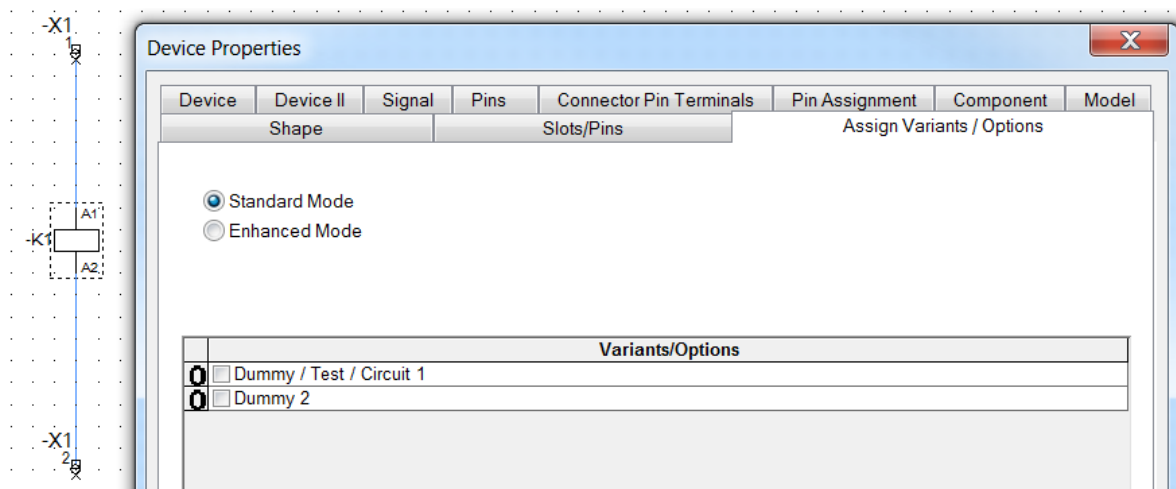 -X1
1
A1
-K1
A2
-X1
2
Device Properties
X
Device Device II Signal Pins Connector Pin Terminals Pin Assignment Component Model
Shape Slots/Pins Assign Variants / Options
Standard Mode
Enhanced Mode
Variants/Options
O Dummy / Test / Circuit 1
O Dummy 2